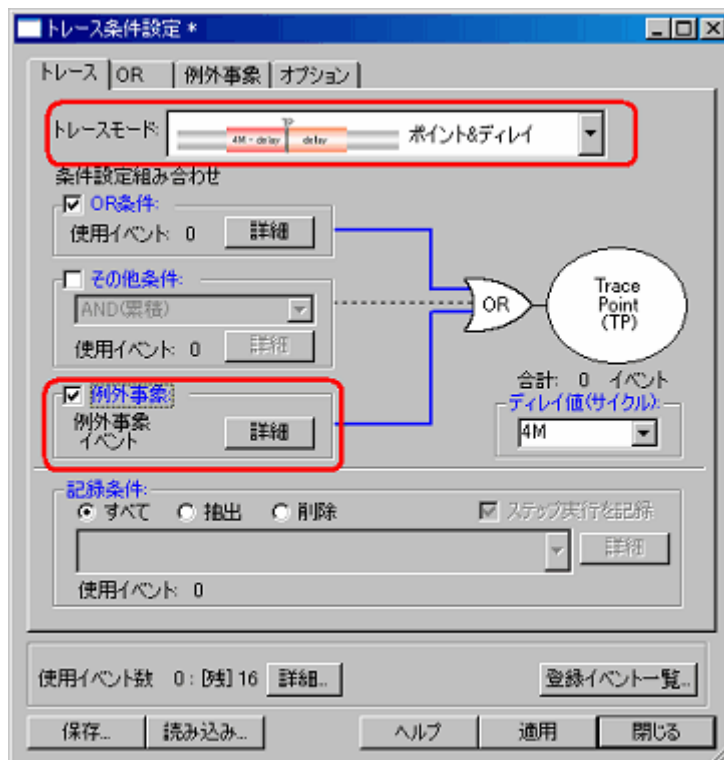 トレース条件設定 *
トレース OR 例外事象 オプション
トレースモード: 4M - delay TP delay ポイント&ディレイ
条件設定組み合わせ
OR条件:
使用イベント: 0 詳細
その他条件:
AND(累積)
使用イベント: 0 詳細
例外事象:
例外事象
イベント
詳細
OR
Trace
Point
(TP)
合計: 0 イベント
ディレイ値(サイクル):
4M
記録条件:
すべて 抽出 削除 ステップ実行を記録
詳細
使用イベント: 0
使用イベント数 0 : [残] 16 詳細... 登録イベント一覧...
保存... 読み込み... ヘルプ 適用 閉じる